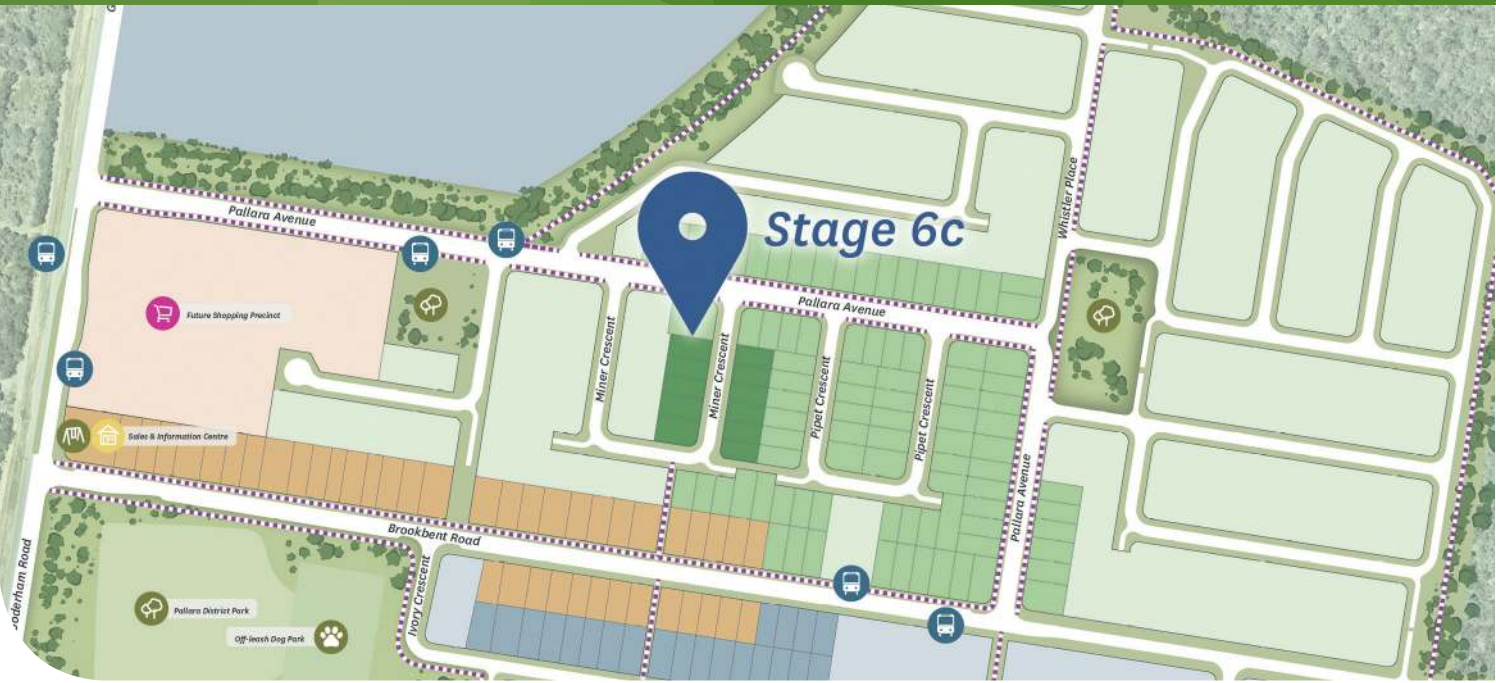 G
Pallara Avenue
Stage 6c
Whistler Place
Pallara Avenue
Future Shopping Precinct
Miner Crescent
Miner Crescent
Pipet Crescent
Pipet Crescent
Sales & Information Centre
Pallara Avenue
Brookbent Road
Ivory Crescent
oderham Road
Pallara District Park
Off-leash Dog Park